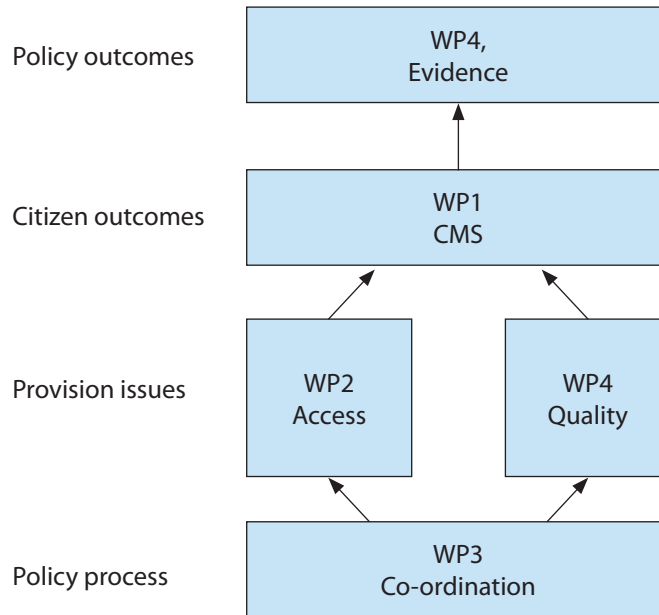 Policy outcomes
WP4,
Evidence
Citizen outcomes
WP1
CMS
Provision issues
WP2
Access
WP4
Quality
Policy process
WP3
Co-ordination